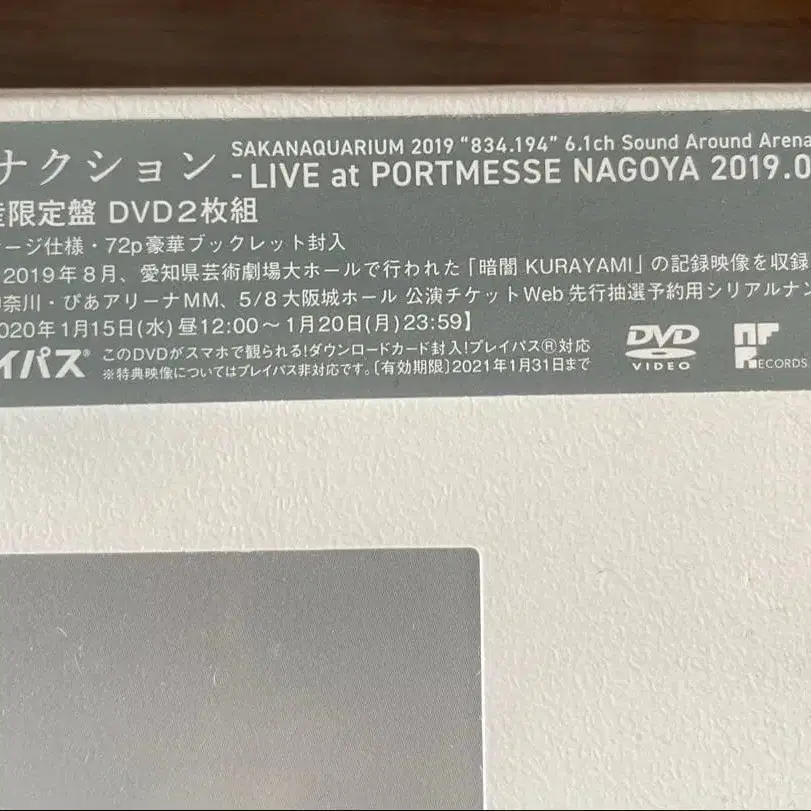 ナクション
SAKANAQUARIUM 2019 "834.194" 6.1ch Sound Around Arena
- LIVE at PORTMESSE NAGOYA 2019.0
限定盤 DVD2枚組
ージ仕様・72p豪華ブックレット封入
2019年8月、愛知県芸術劇場大ホールで行われた「暗闇 KURAYAMI」の記録映像を収録
奈川・ぴあアリーナMM、5/8 大阪城ホール 公演チケットWeb先行抽選予約用シリアルナン
020年1月15日(水)昼12:00〜1月20日(月)23:59】
イパス®
このDVDがスマホで観られる!ダウンロードカード封入!プレイパス®対応
※特典映像についてはプレイパス非対応です。〔有効期限〕2021年1月31日まで
DVD
VIDEO
NF
RECORDS